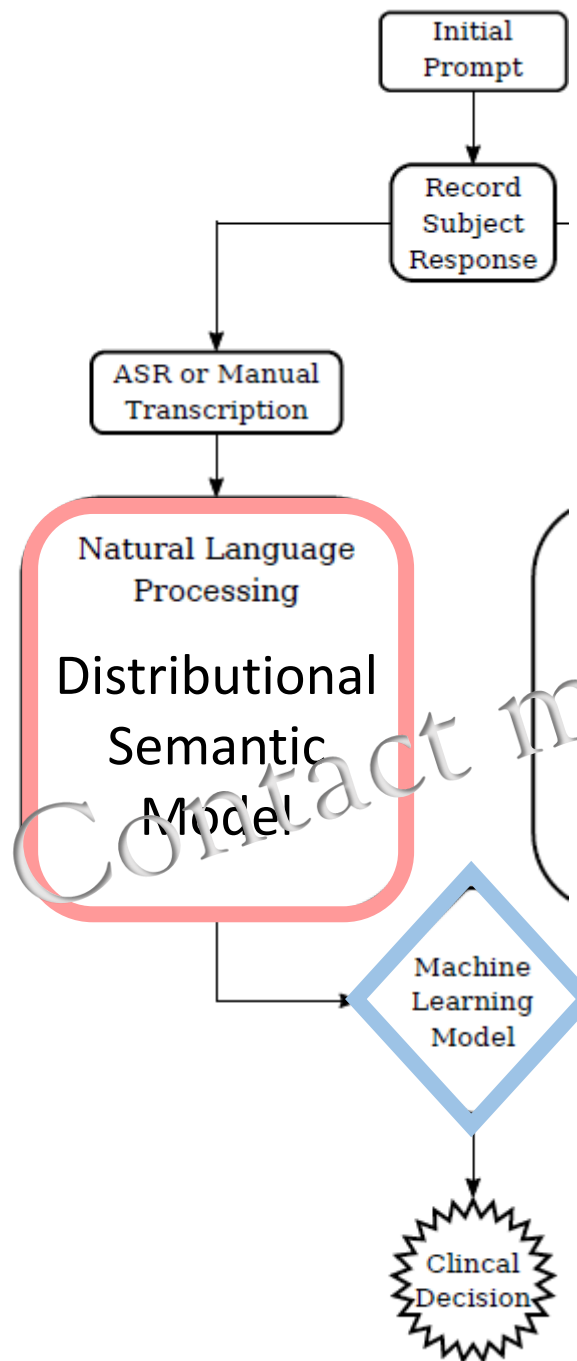 Initial
Prompt
Record
Subject
Response
ASR or Manual
Transcription
Natural Language
Processing
Distributional
Semantic
Model
Contact m
Machine
Learning
Model
Clincal
Decision